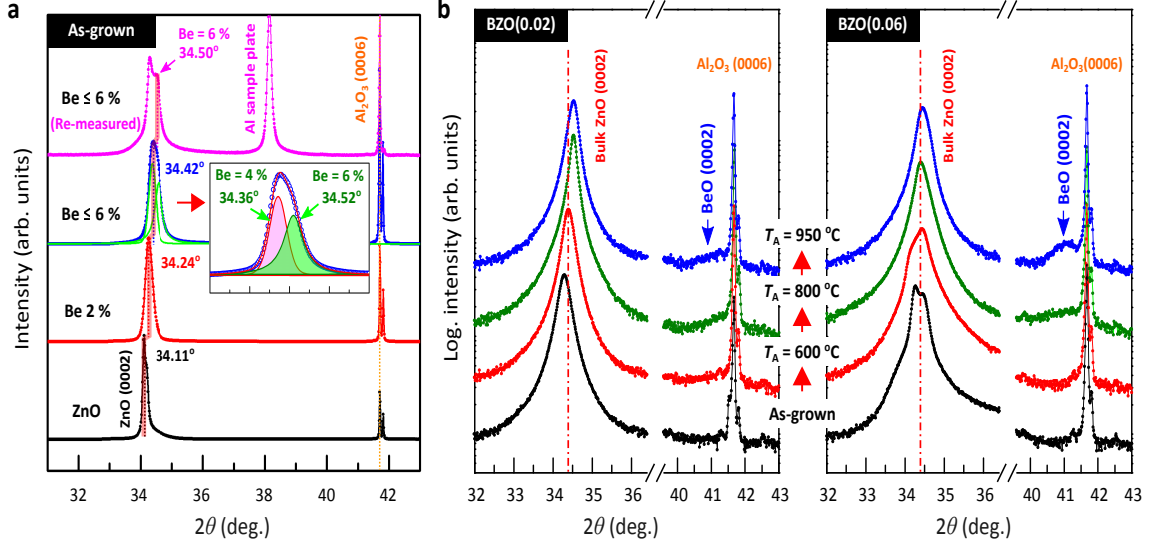 a
As-grown
Be = 6 %
34.50°
Al sample plate
Al₂O₃ (0006)
Be ≤ 6 %
(Re-measured)
34.42°
Be = 4 %
34.36°
Be = 6 %
34.52°
Be ≤ 6 %
34.24°
Be 2 %
34.11°
ZnO (0002)
ZnO
Intensity (arb. units)
32 34 36 38 40 42
2θ (deg.)
b
BZO(0.02)
Bulk ZnO (0002)
Al₂O₃ (0006)
BeO (0002)
Log. intensity (arb. units)
32 33 34 35 36 40 41 42 43
2θ (deg.)
T_A = 950 °C
T_A = 800 °C
T_A = 600 °C
As-grown
BZO(0.06)
Bulk ZnO (0002)
Al₂O₃(0006)
BeO (0002)
32 33 34 35 36 40 41 42 43
2θ (deg.)